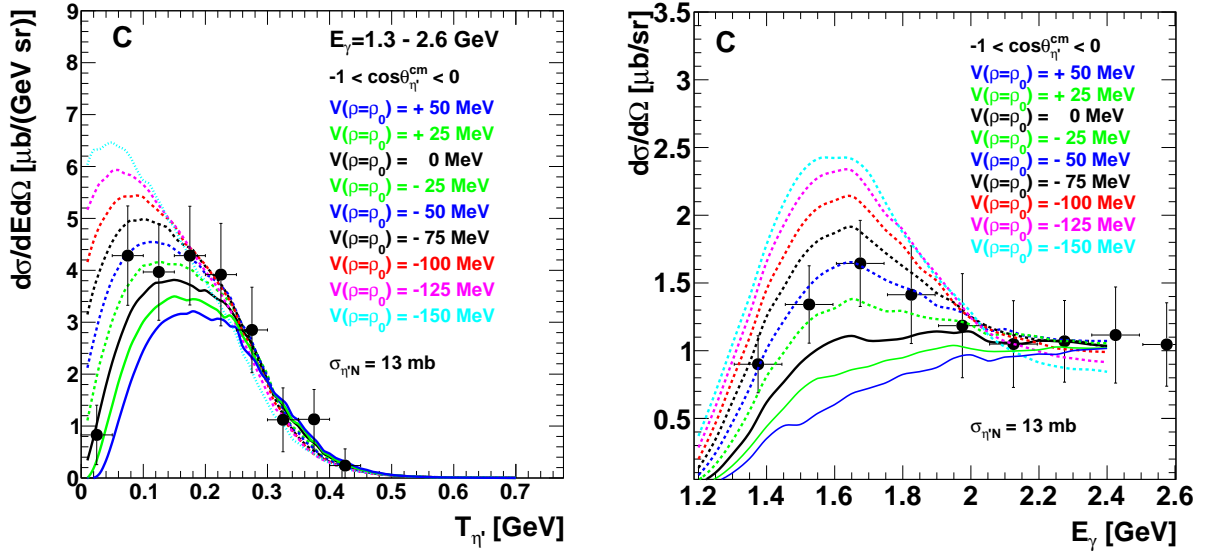 C
E_γ=1.3 - 2.6 GeV
-1 < cosθ^cm_η' < 0
V(ρ=ρ_0) = + 50 MeV
V(ρ=ρ_0) = + 25 MeV
V(ρ=ρ_0) = 0 MeV
V(ρ=ρ_0) = - 25 MeV
V(ρ=ρ_0) = - 50 MeV
V(ρ=ρ_0) = - 75 MeV
V(ρ=ρ_0) = -100 MeV
V(ρ=ρ_0) = -125 MeV
V(ρ=ρ_0) = -150 MeV
σ_η'N = 13 mb
dσ/dEdΩ [μb/(GeV sr)]
9
8
7
6
5
4
3
2
1
0
0 0.1 0.2 0.3 0.4 0.5 0.6 0.7
T_η' [GeV]
C
-1 < cosθ^cm_η' < 0
V(ρ=ρ_0) = + 50 MeV
V(ρ=ρ_0) = + 25 MeV
V(ρ=ρ_0) = 0 MeV
V(ρ=ρ_0) = - 25 MeV
V(ρ=ρ_0) = - 50 MeV
V(ρ=ρ_0) = - 75 MeV
V(ρ=ρ_0) = -100 MeV
V(ρ=ρ_0) = -125 MeV
V(ρ=ρ_0) = -150 MeV
σ_η'N = 13 mb
dσ/dΩ [μb/sr]
3.5
3
2.5
2
1.5
1
0.5
1.2 1.4 1.6 1.8 2 2.2 2.4 2.6
E_γ [GeV]